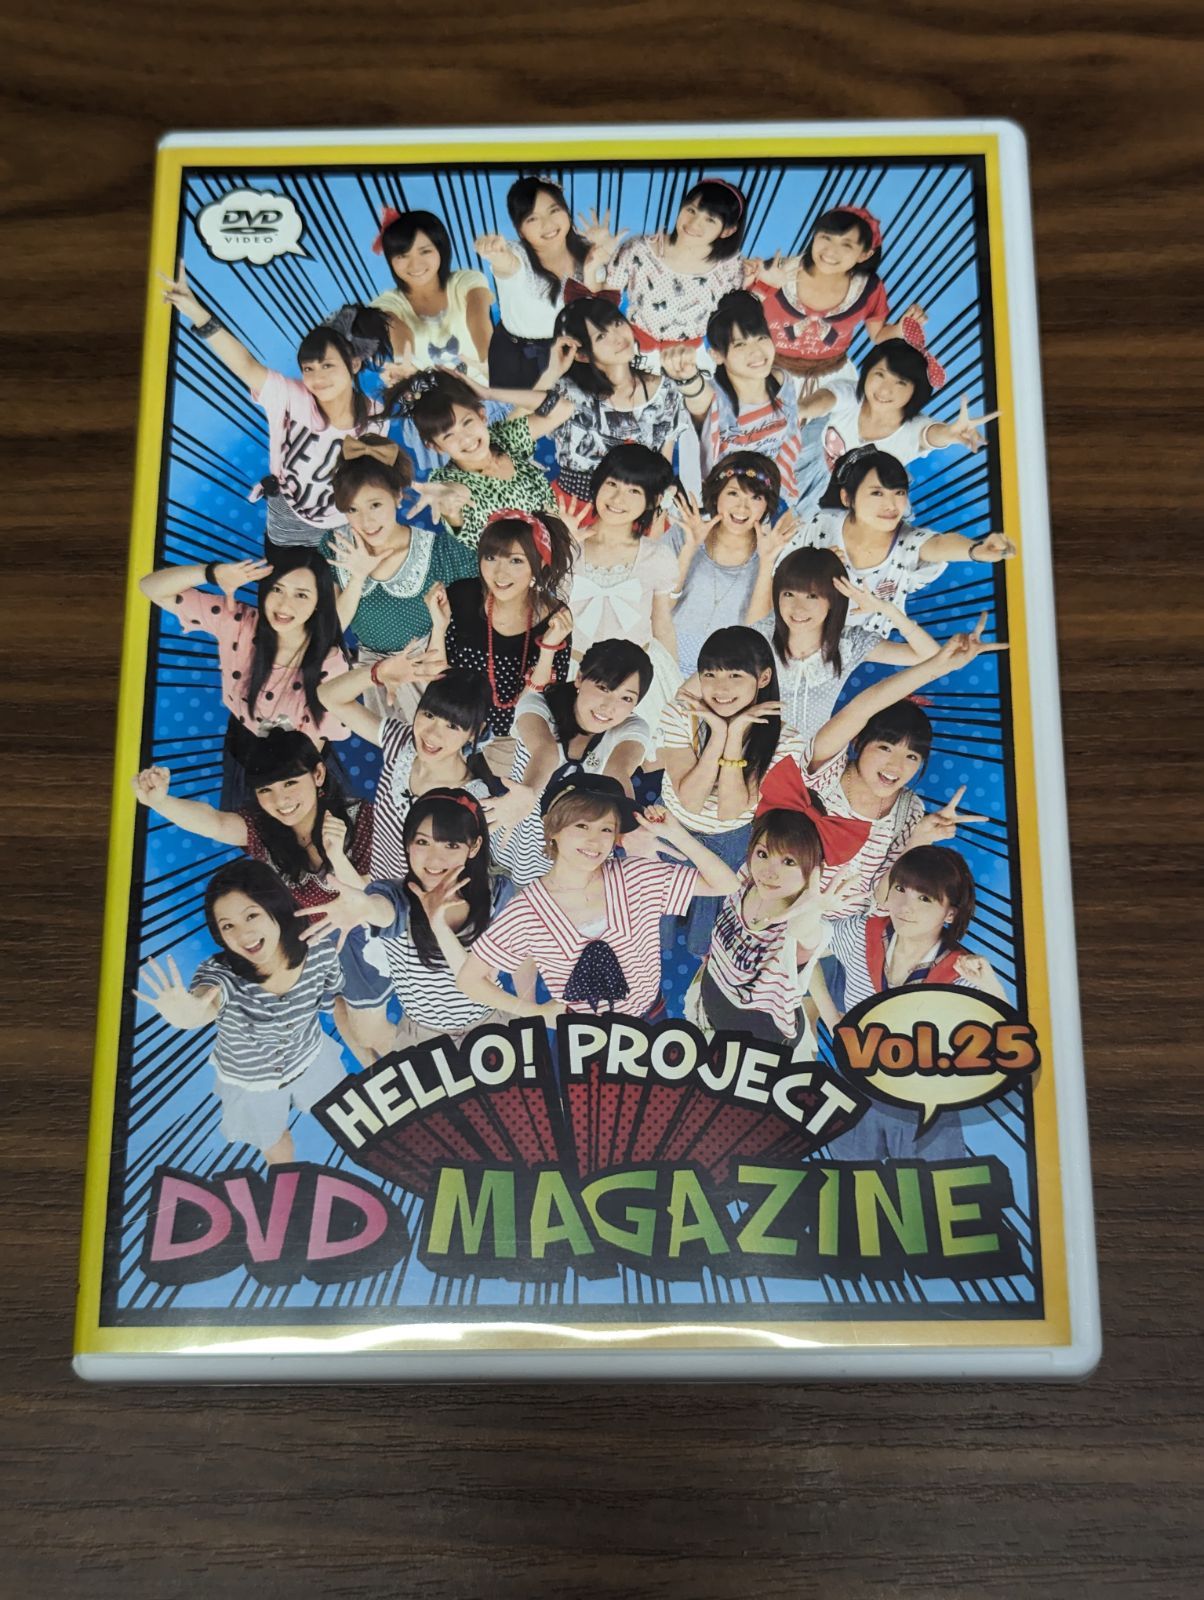 DVD
VIDEO
Vol.25
HELLO! PROJECT
DVD MAGAZINE